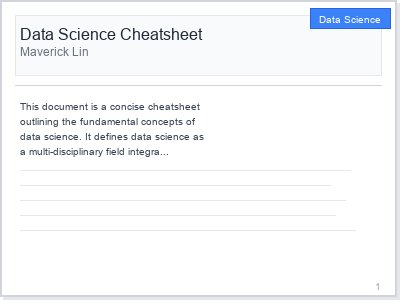 Data Science
Data Science Cheatsheet
Maverick Lin
This document is a concise cheatsheet
outlining the fundamental concepts of
data science. It defines data science as
a multi-disciplinary field integra...
1